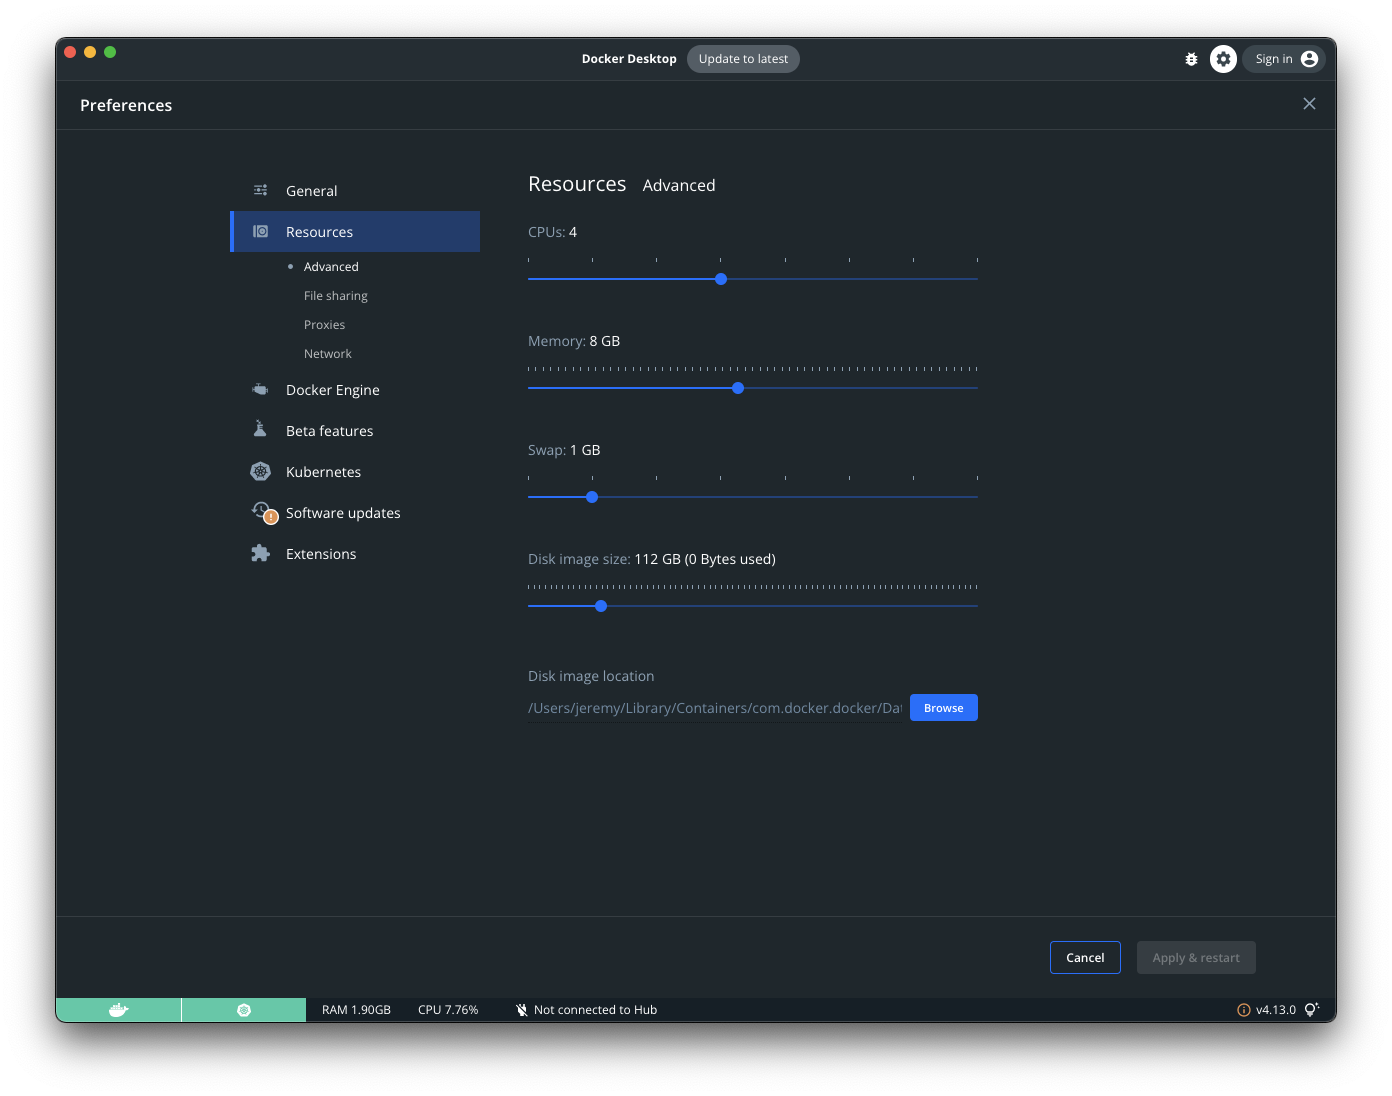 Docker Desktop Update to latest Sign in
Preferences
General
Resources
Advanced
File sharing
Proxies
Network
Docker Engine
Beta features
Kubernetes
Software updates
Extensions
Resources Advanced
CPUs: 4
Memory: 8 GB
Swap: 1 GB
Disk image size: 112 GB (0 Bytes used)
Disk image location
/Users/jeremy/Library/Containers/com.docker.docker/Dat Browse
Cancel Apply & restart
RAM 1.90GB CPU 7.76% Not connected to Hub v4.13.0